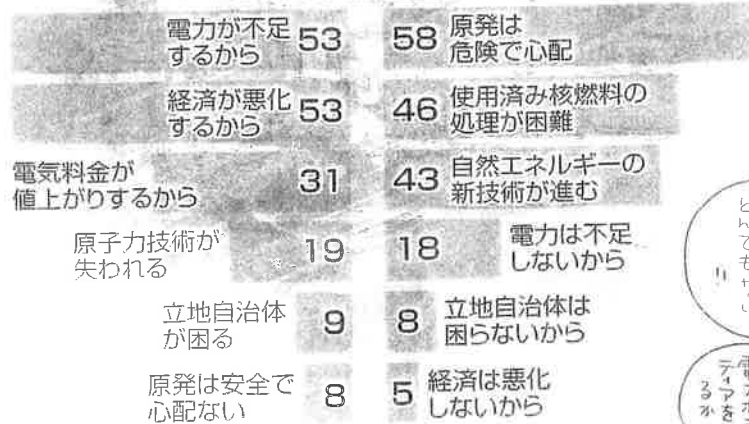 電力が不足
するから
53
経済が悪化
するから
53
電気料金が
値上がりするから
31
原子力技術が
失われる
19
立地自治体
が困る
9
原発は安全で
心配ない
8
58
原発は
危険で心配
46
使用済み核燃料の
処理が困難
43
自然エネルギーの
新技術が進む
18
電力は不足
しないから
8
立地自治体は
困らないから
5
経済は悪化
しないから